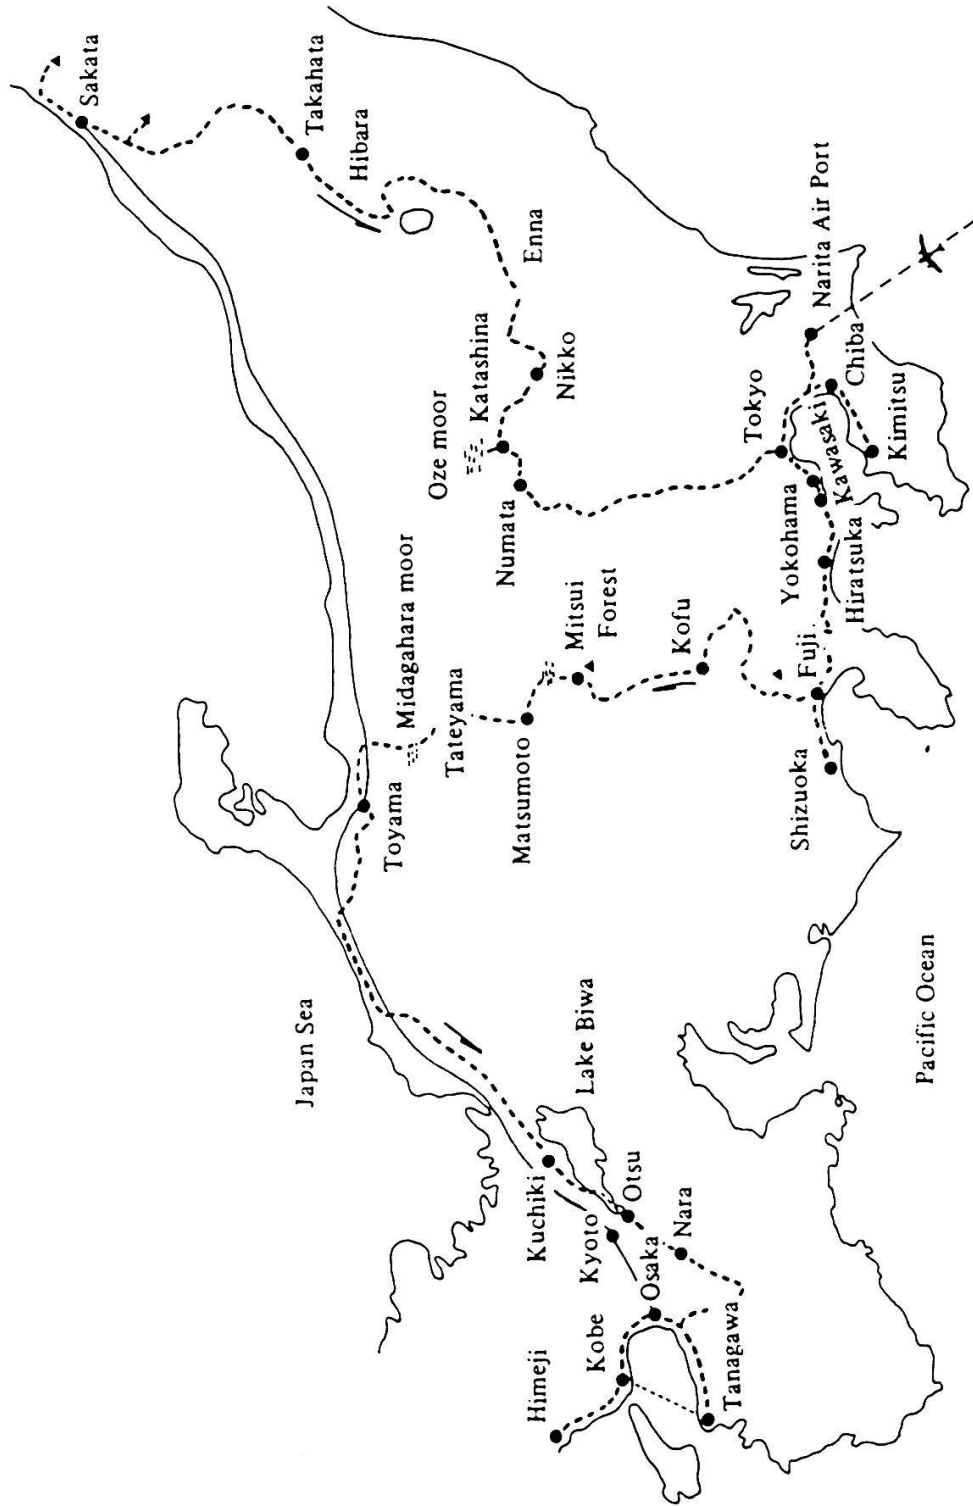 Sakata
Takahata
Hibara
Enna
Oze moor
Katashina
Nikko
Numata
Tokyo
Narita Air Port
Chiba
Kawasaki
Kimitsu
Yokohama
Hiratsuka
Midagahara moor
Tateyama
Toyama
Matsumoto
Mitsui
Forest
Kofu
Fuji
Shizuoka
Japan Sea
Lake Biwa
Pacific Ocean
Kuchiki
Kyoto
Otsu
Osaka
Nara
Himeji
Kobe
Tanagawa